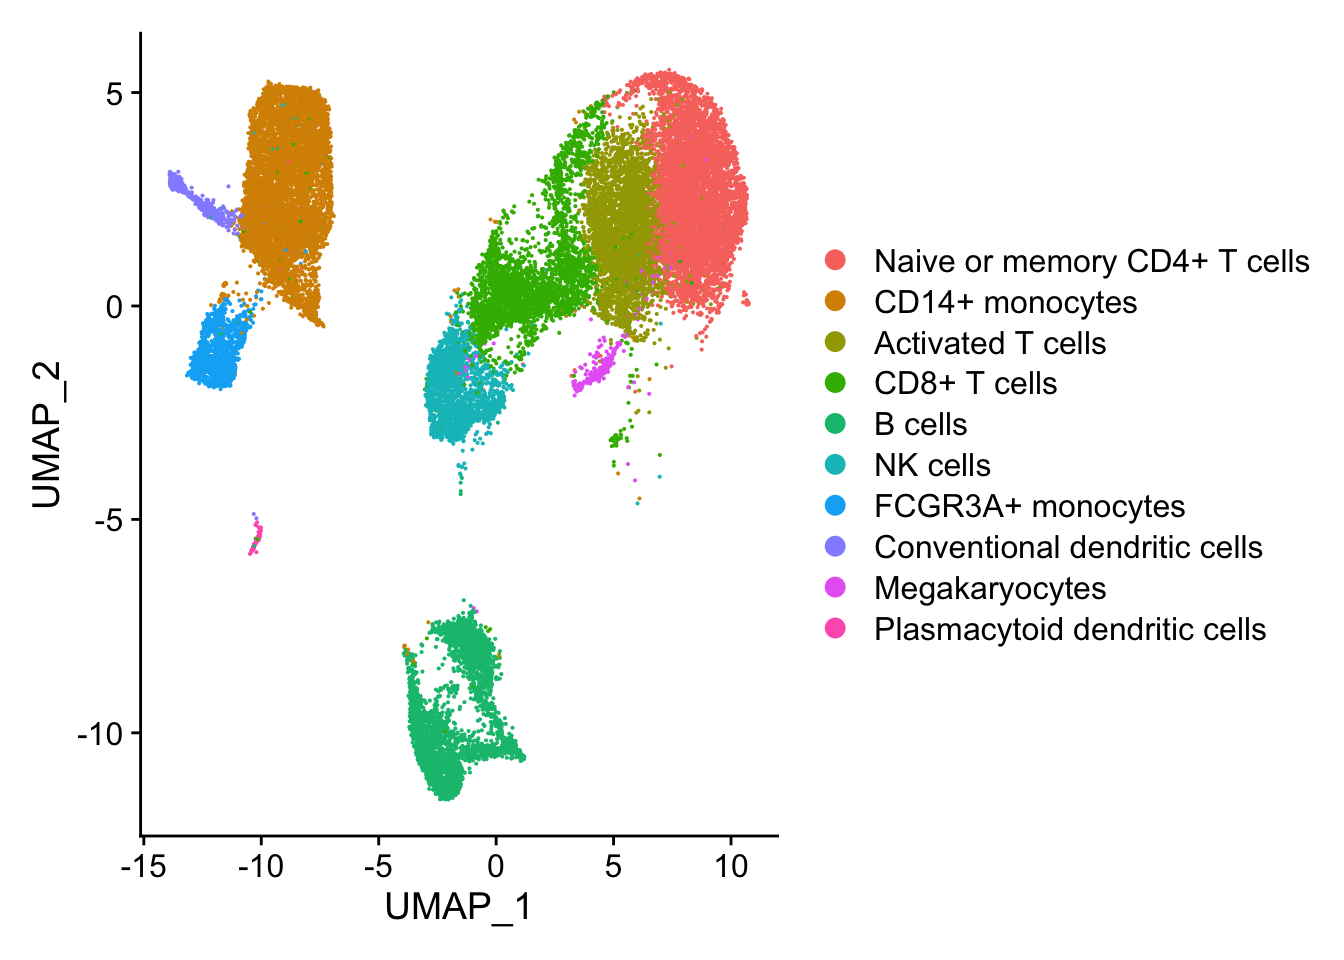 5
0
-5
-10
UMAP_2
-15
-10
-5
0
5
10
UMAP_1
Naive or memory CD4+ T cells
CD14+ monocytes
Activated T cells
CD8+ T cells
B cells
NK cells
FCGR3A+ monocytes
Conventional dendritic cells
Megakaryocytes
Plasmacytoid dendritic cells